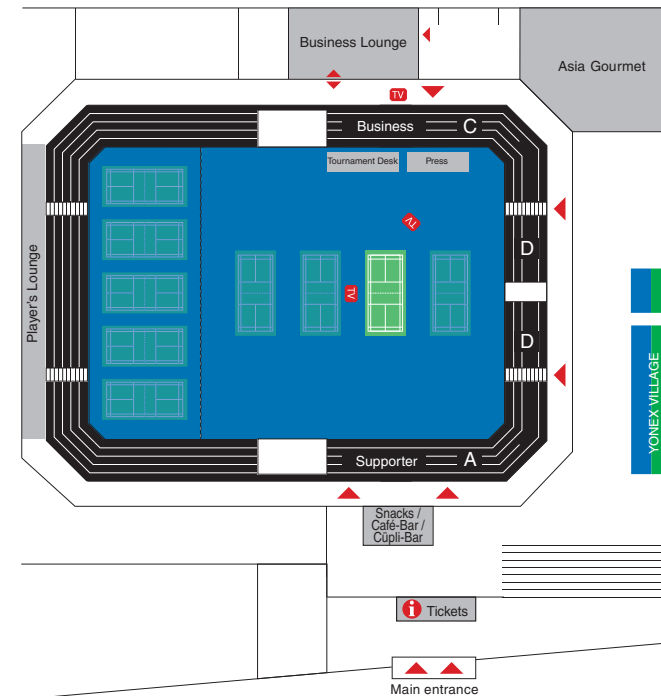 Business Lounge
Asia Gourmet
TV
Business C
Tournament Desk
Press
TV
Player's Lounge
D
TV
D
YONEX VILLAGE
Supporter A
Snacks /
Café-Bar /
Cüpli-Bar
i Tickets
Main entrance